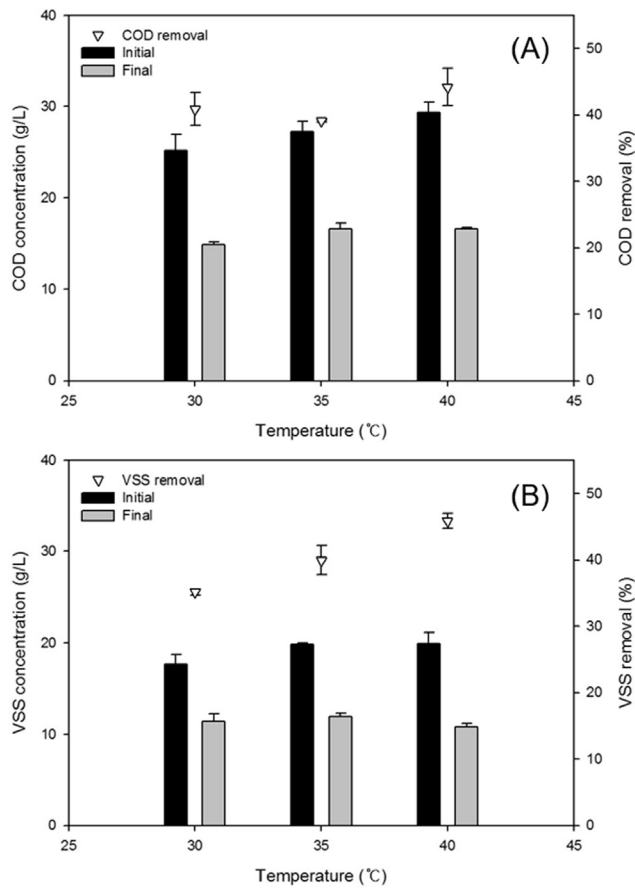 40
30
20
10
0
COD concentration (g/L)
COD removal
Initial
Final
(A)
50
40
30
20
10
0
COD removal (%)
25
30
35
40
45
Temperature (℃)
40
30
20
10
0
VSS concentration (g/L)
VSS removal
Initial
Final
(B)
50
40
30
20
10
0
VSS removal (%)
25
30
35
40
45
Temperature (℃)